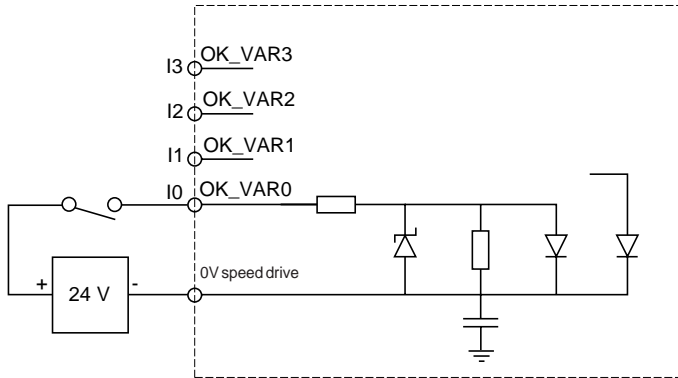 I3 OK_VAR3
I2 OK_VAR2
I1 OK_VAR1
I0 OK_VAR0
0V speed drive
+ 24 V -